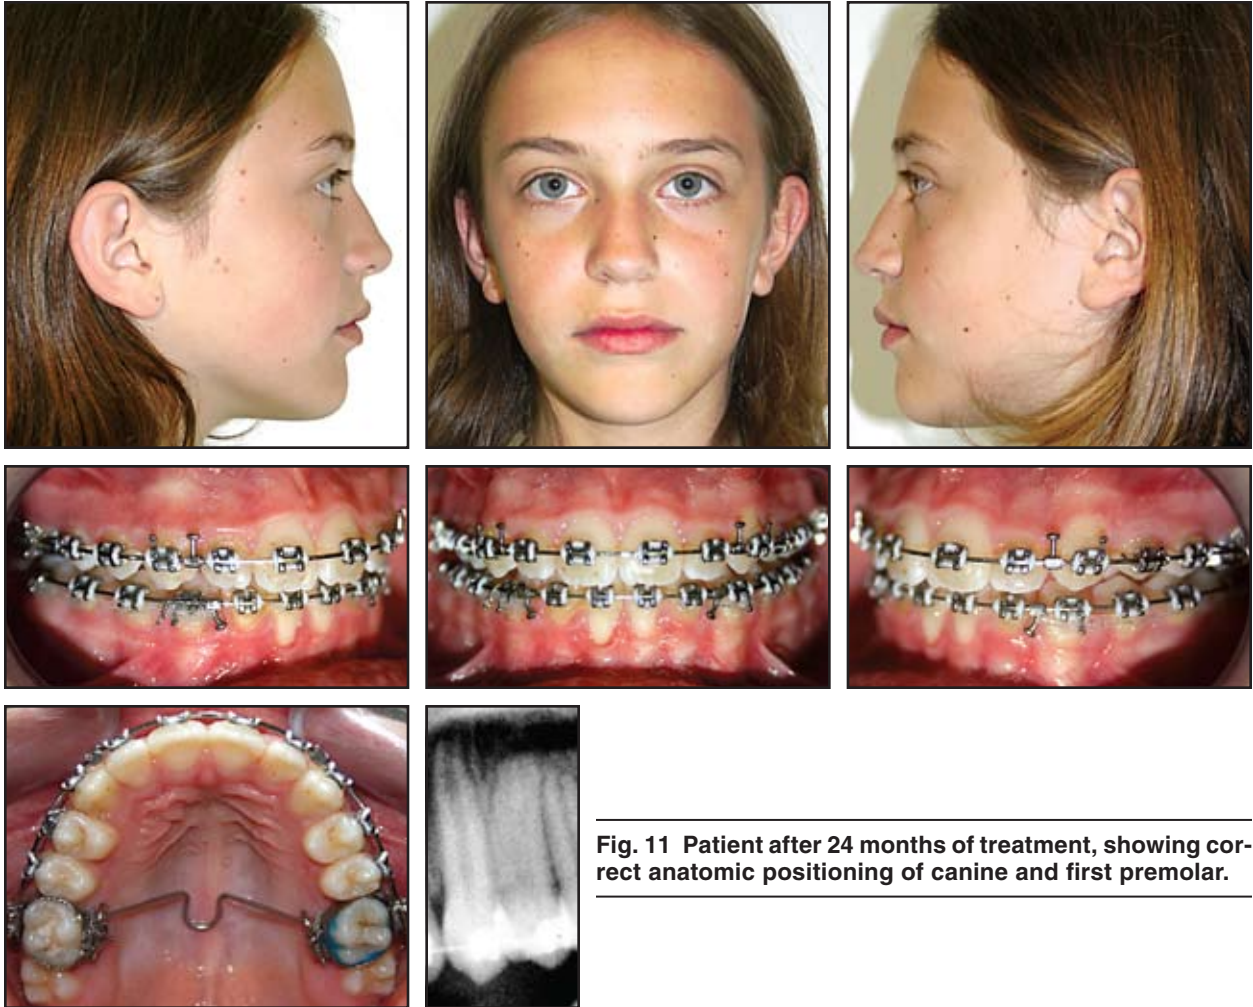 Fig. 11 Patient after 24 months of treatment, showing cor-
rect anatomic positioning of canine and first premolar.